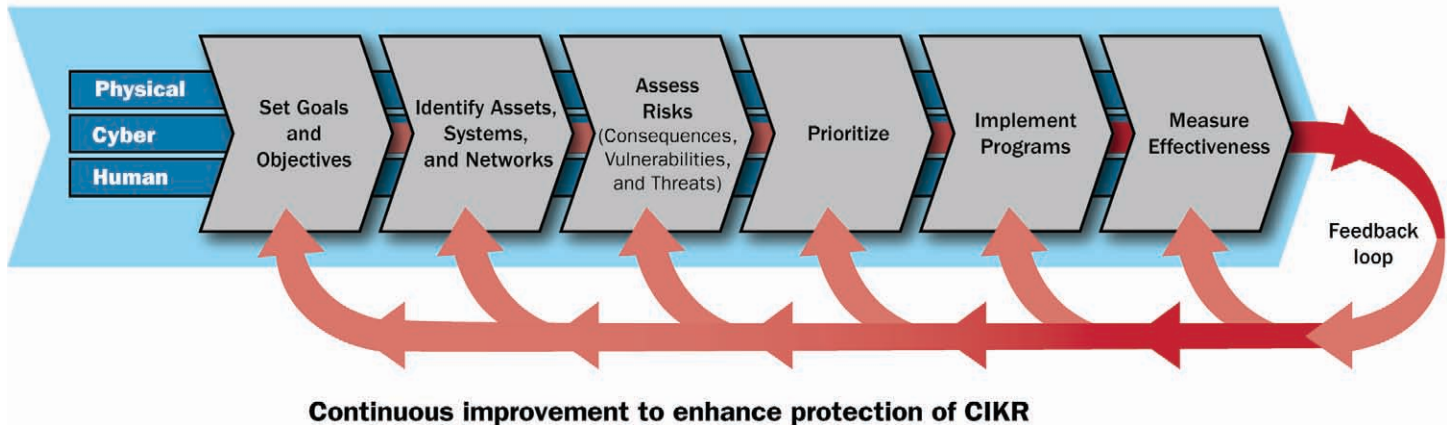 Physical
Cyber
Human
Set Goals
and
Objectives
Identify Assets,
Systems,
and Networks
Assess
Risks
(Consequences,
Vulnerabilities,
and Threats)
Prioritize
Implement
Programs
Measure
Effectiveness
Feedback
loop
Continuous improvement to enhance protection of CIKR